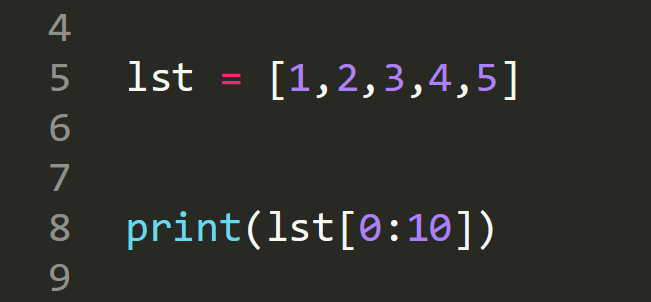 4
5 lst = [1,2,3,4,5]
6
7
8 print(lst[0:10])
9